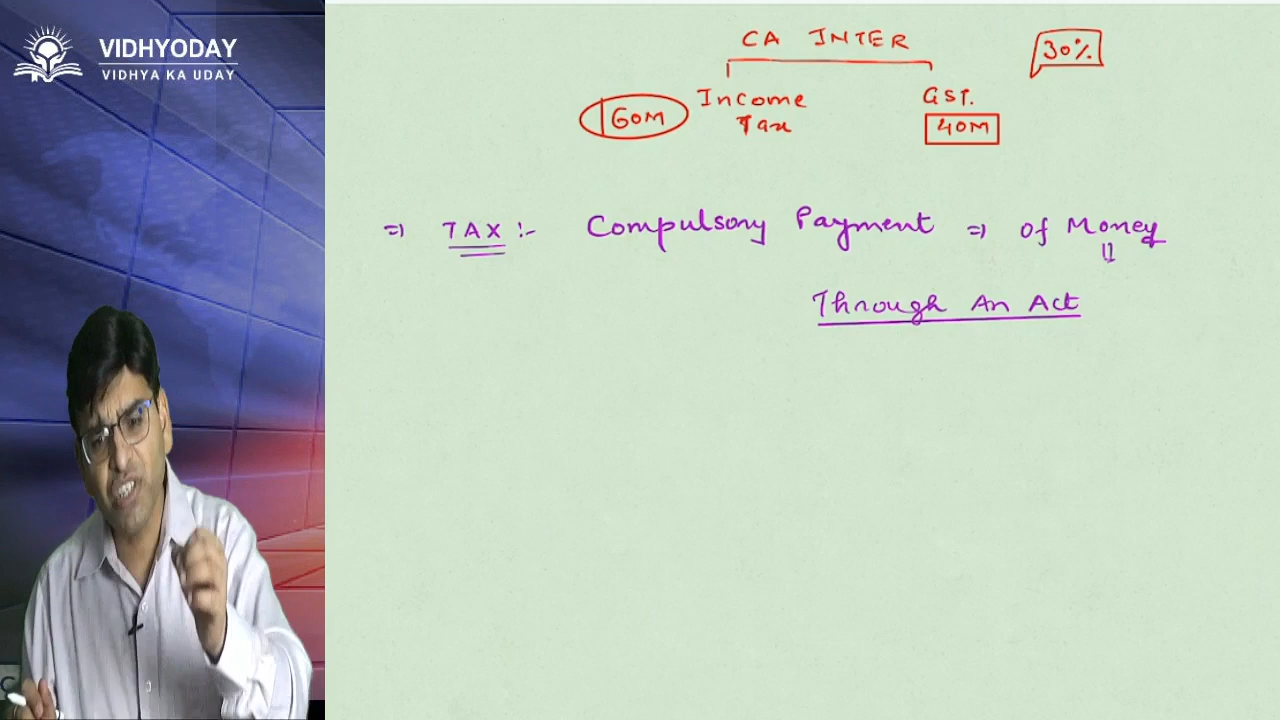 VIDHYODAY
VIDHYA KA UDAY
CA INTER
30%
Income Tax
60M
GST.
40M
⇒ TAX :- Compulsory Payment ⇒ of Money
Through An Act